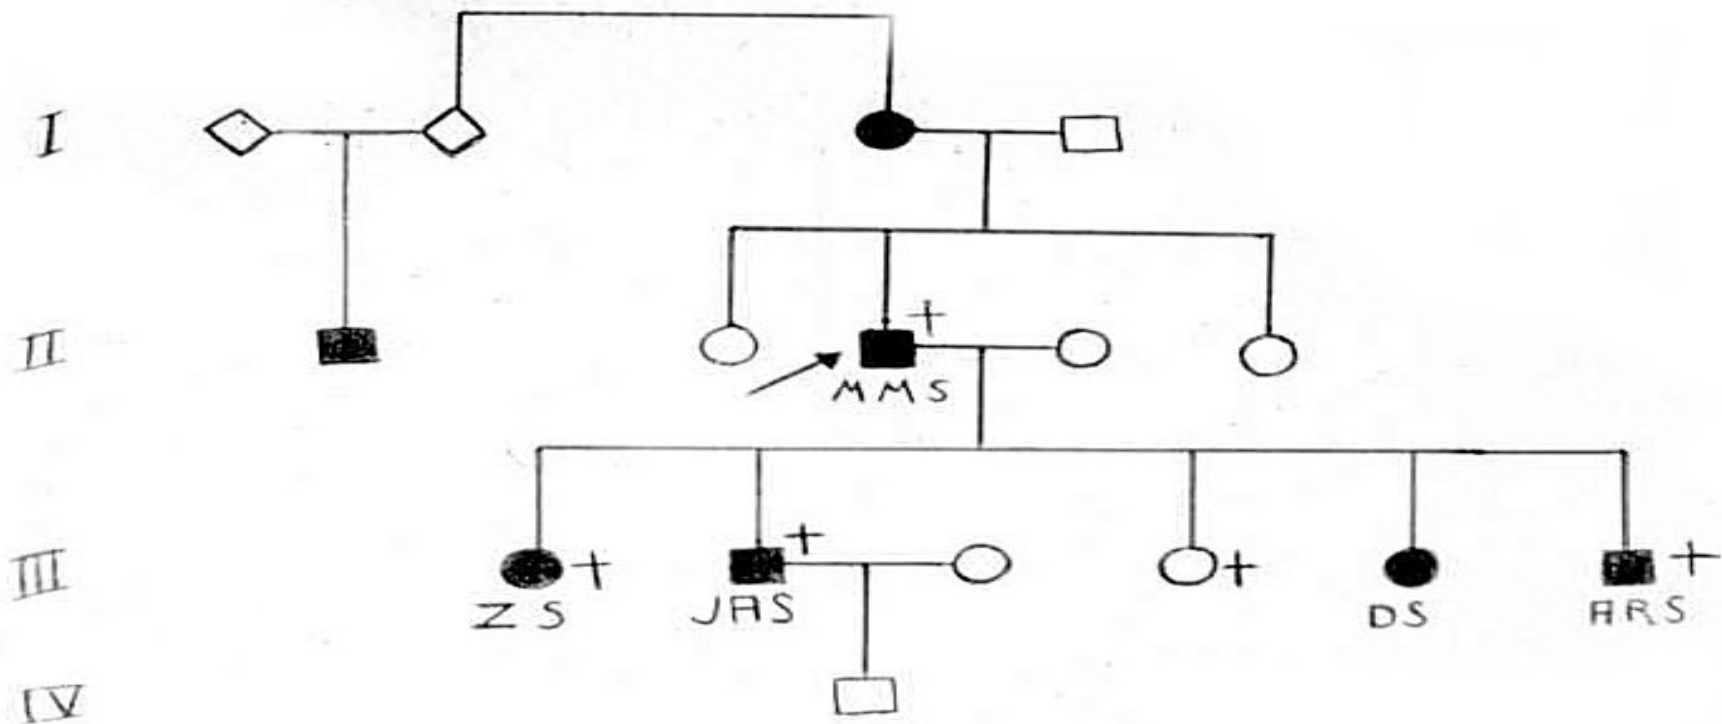 I
II
+
MMS
III
+
+
+
+
ZS
JAS
DS
ARS
IV